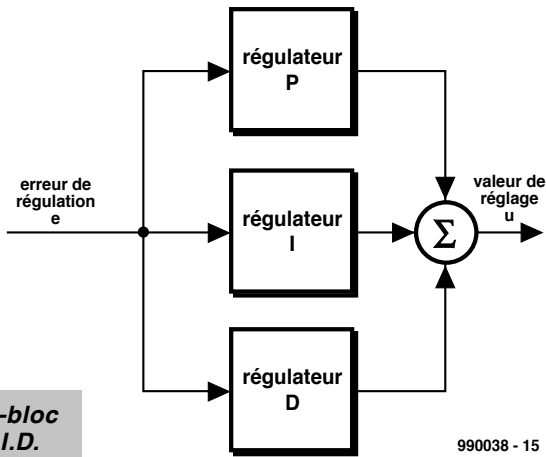 régulateur
P
erreur de
régulation
e
régulateur
I
Σ
valeur de
réglage
u
régulateur
D
-bloc
I.D.
990038 - 15